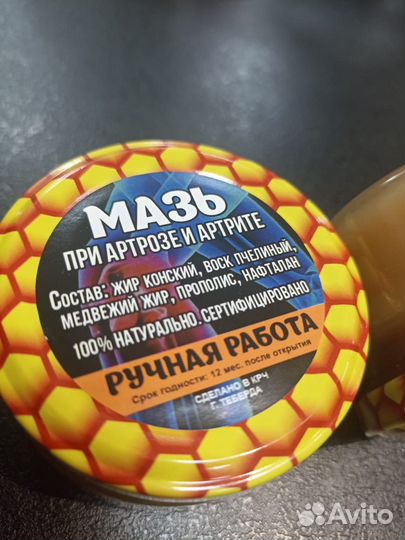 МАЗЬ
ПРИ АРТРОЗЕ И АРТРИТЕ
СОСТАВ: ЖИР КОНСКИЙ, ВОСК ПЧЕЛИНЫЙ,
МЕДВЕЖИЙ ЖИР, ПРОПОЛИС, НАФТАЛАН
100% НАТУРАЛЬНО. СЕРТИФИЦИРОВАНО
РУЧНАЯ РАБОТА
Срок годности: 12 мес. после открытия
СДЕЛАНО В КРЧ
Г. ТЕБЕРДА
Avito